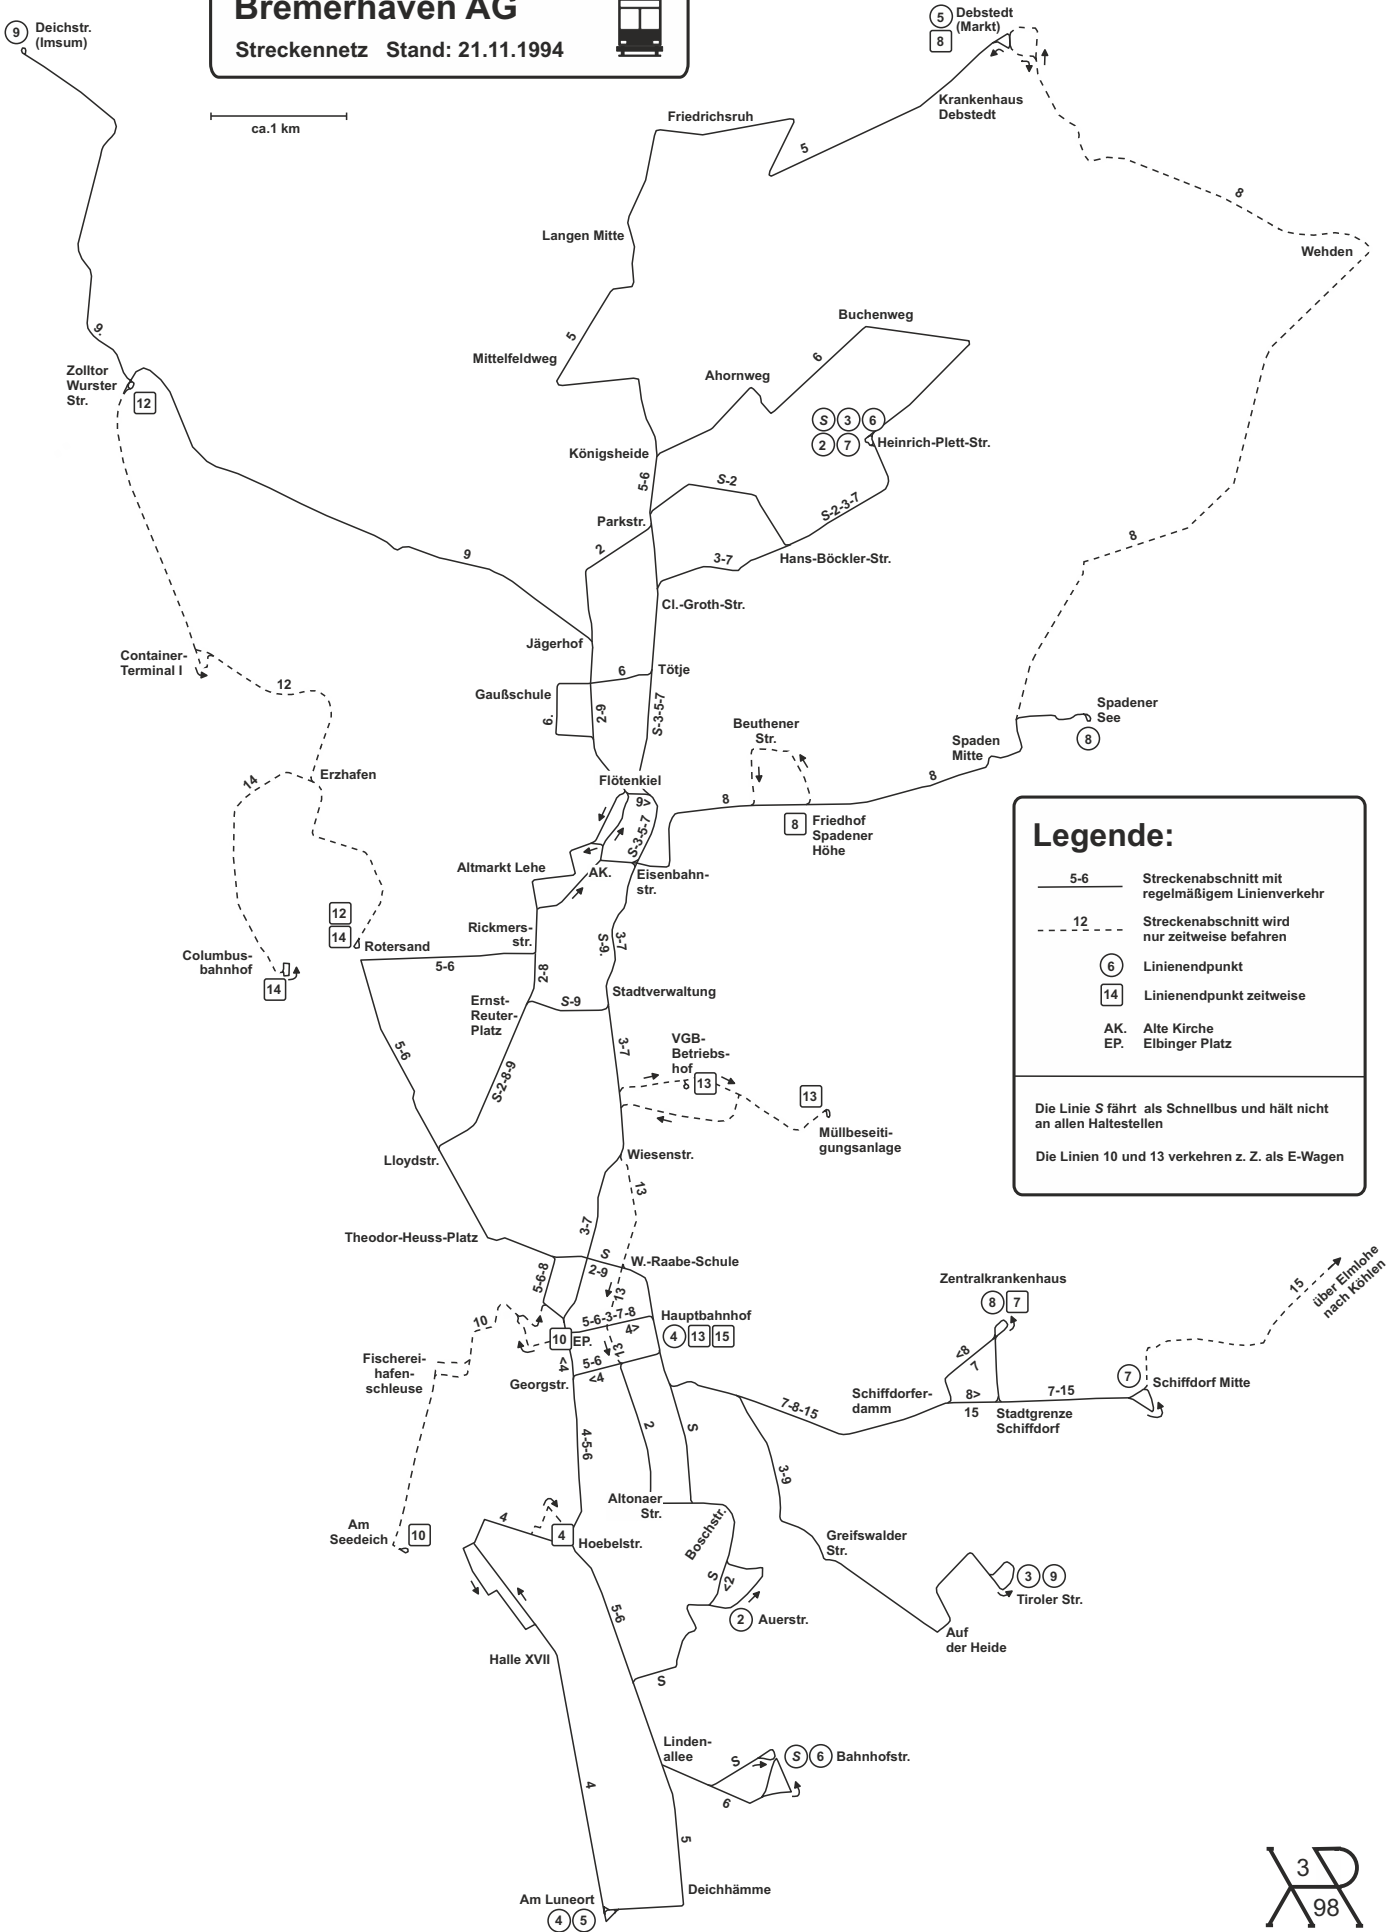 Bremerhaven AG
Streckennetz Stand: 21.11.1994
ca.1 km
9
Deichstr.
(Imsum)
5
Debstedt
(Markt)
8
Krankenhaus
Debstedt
Friedrichsruh
5
8
Wehden
Langen Mitte
5
Mittelfeldweg
Buchenweg
6
Ahornweg
9.
Zolltor
Wurster
Str.
12
S
3
6
2
7
Heinrich-Plett-Str.
Königsheide
5-6
S-2
S-2-3-7
Parkstr.
2
3-7
Hans-Böckler-Str.
8
9
Cl.-Groth-Str.
Jägerhof
Container-
Terminal I
6
Tötje
12
Gaußschule
6.
2-9
S-3-5-7
Beuthener
Str.
Spadener
See
8
Spaden
Mitte
14
Erzhafen
Flötenkiel
9>
8
8
8
Friedhof
Spadener
Höhe
S-3-5-7
Altmarkt Lehe
AK.
Eisenbahn-
str.
12
14
Rotersand
Rickmers-
str.
S-9.
3-7
Columbus-
bahnhof
14
5-6
2-8
S-9
Stadtverwaltung
Ernst-
Reuter-
Platz
5-6
S-2-8-9
3-7
VGB-
Betriebs-
hof
13
13
Müllbeseiti-
gungsanlage
Lloydstr.
Wiesenstr.
13
Legende:
5-6
Streckenabschnitt mit
regelmäßigem Linienverkehr
12
Streckenabschnitt wird
nur zeitweise befahren
6
Linienendpunkt
14
Linienendpunkt zeitweise
AK.
Alte Kirche
EP.
Elbinger Platz
Die Linie S fährt als Schnellbus und hält nicht
an allen Haltestellen
Die Linien 10 und 13 verkehren z. Z. als E-Wagen
Theodor-Heuss-Platz
3-7
S
2-9
W.-Raabe-Schule
5-6-8
13
10
5-6-3-7-8
4>
Hauptbahnhof
4
13
15
10
EP.
13
<4
5-6
<4
Fischerei-
hafen-
schleuse
Georgstr.
Zentralkrankenhaus
8
7
15
über Elmlohe
nach Köhlen
<8
7
7
Schiffdorf Mitte
Schiffdorfer-
damm
8>
15
7-15
Stadtgrenze
Schiffdorf
7-8-15
4-5-6
2
S
3-9
Altonaer
Str.
4
Am
Seedeich
10
4
Hoebelstr.
Boschstr.
Greifswalder
Str.
S
<2
5-6
2
Auerstr.
3
9
Tiroler Str.
Auf
der Heide
Halle XVII
S
Linden-
allee
S
S
6
Bahnhofstr.
4
6
5
Deichhämme
Am Luneort
4
5
3
98